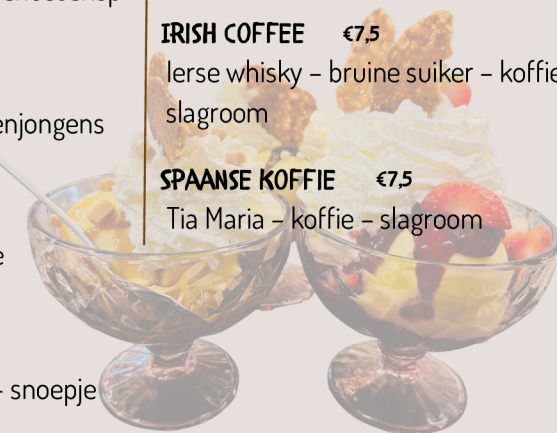 enjongens
- snoepje
IRISH COFFEE €7,5
Ierse whisky – bruine suiker – koffie
slagroom
SPAANSE KOFFIE €7,5
Tia Maria – koffie – slagroom